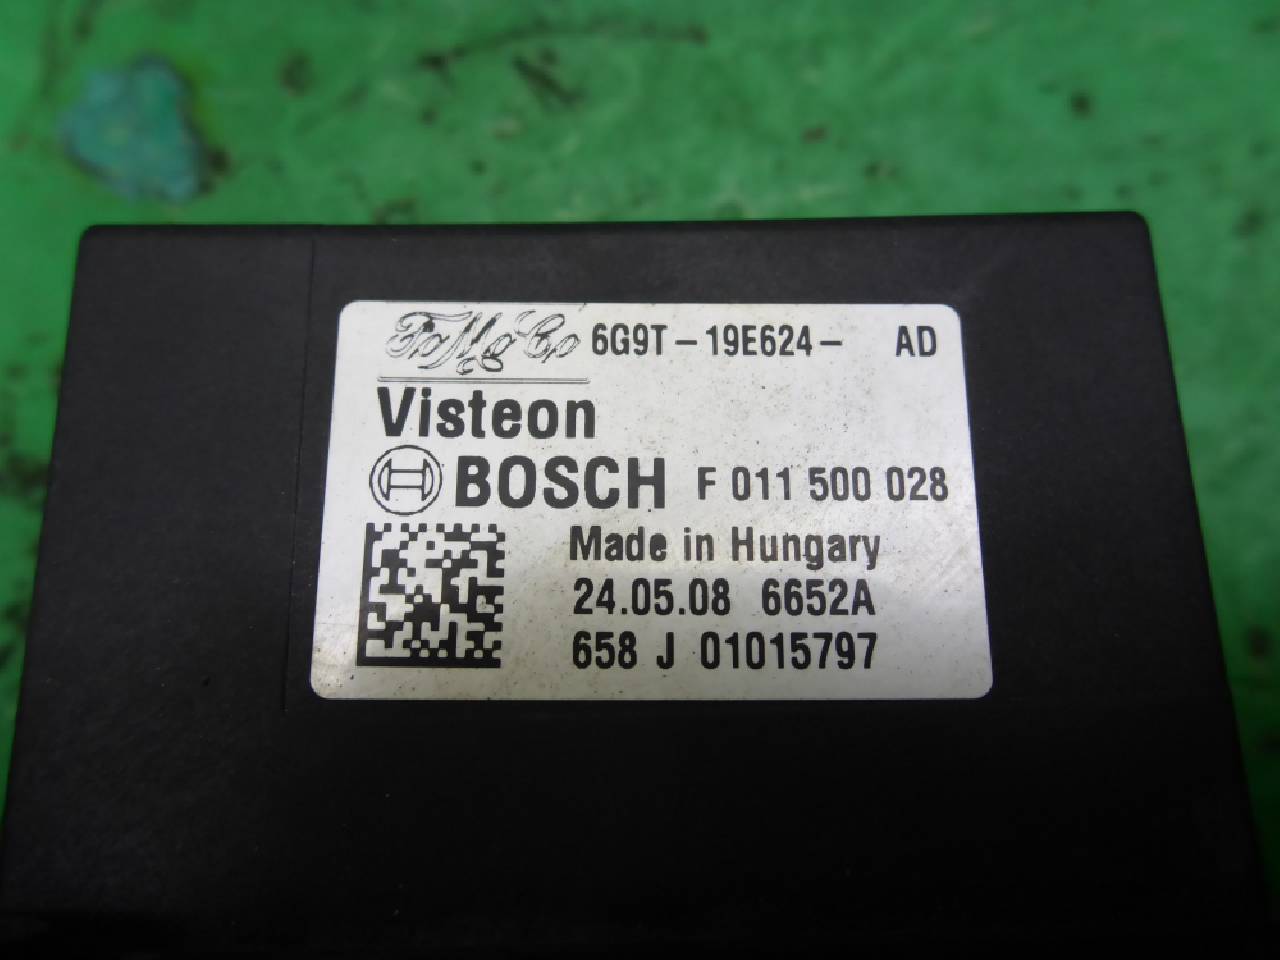 FoMoCo 6G9T-19E624- AD
Visteon
BOSCH F 011 500 028
Made in Hungary
24.05.08 6652A
658 J 01015797